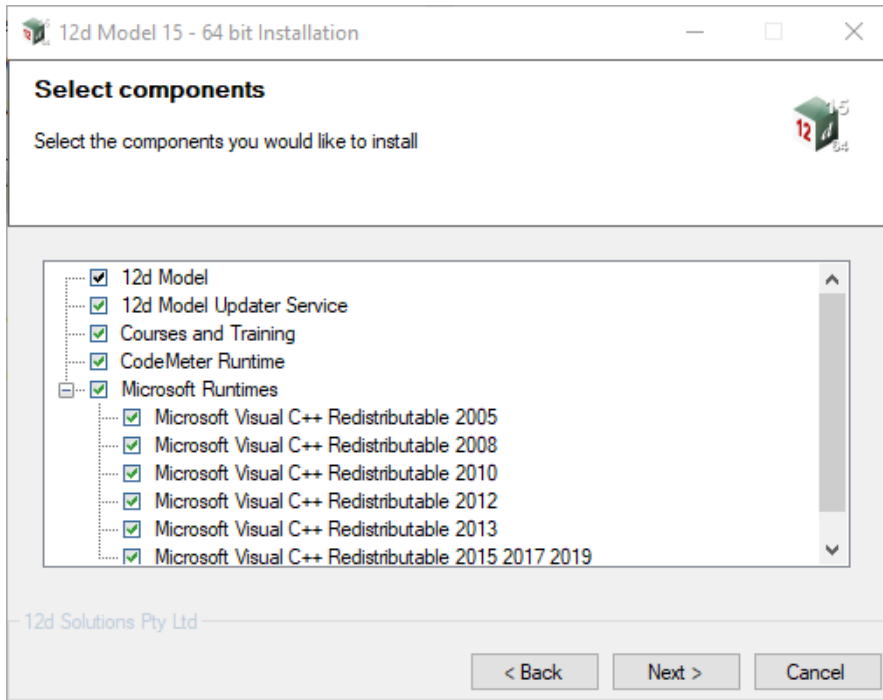 12d Model 15 - 64 bit Installation
Select components
Select the components you would like to install
15
12 d
64
12d Model
12d Model Updater Service
Courses and Training
CodeMeter Runtime
Microsoft Runtimes
Microsoft Visual C++ Redistributable 2005
Microsoft Visual C++ Redistributable 2008
Microsoft Visual C++ Redistributable 2010
Microsoft Visual C++ Redistributable 2012
Microsoft Visual C++ Redistributable 2013
Microsoft Visual C++ Redistributable 2015 2017 2019
12d Solutions Pty Ltd
< Back Next > Cancel